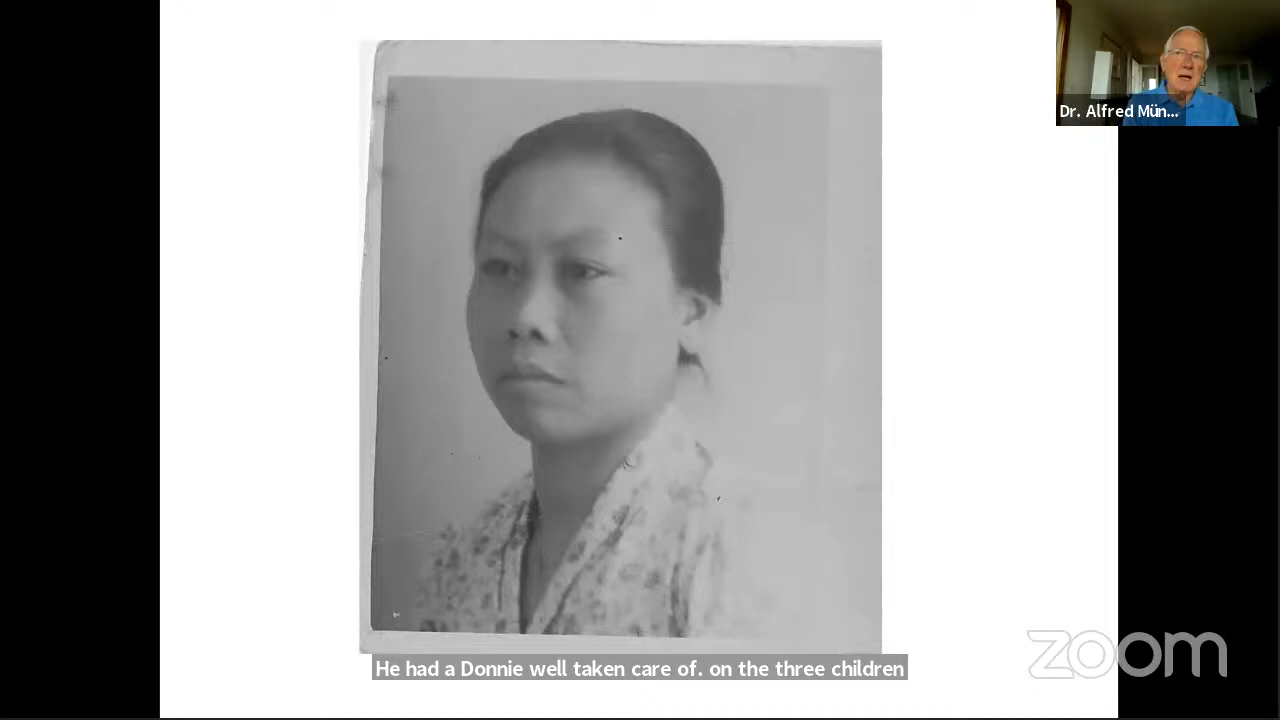 Dr. Alfred Mün...
He had a Donnie well taken care of. on the three children
zoom